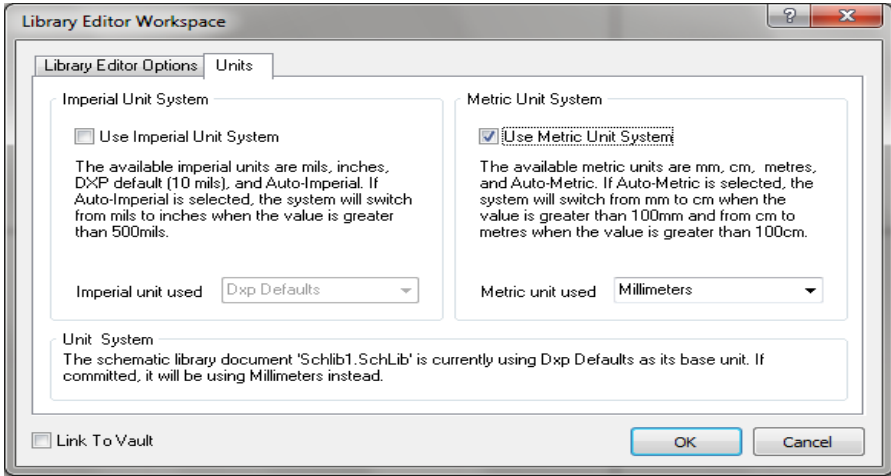 Library Editor Workspace
Library Editor Options
Units
Imperial Unit System
Use Imperial Unit System
The available imperial units are mils, inches,
DXP default (10 mils), and Auto-Imperial. If
Auto-Imperial is selected, the system will switch
from mils to inches when the value is greater
than 500mils.
Imperial unit used
Dxp Defaults
Metric Unit System
Use Metric Unit System
The available metric units are mm, cm, metres,
and Auto-Metric. If Auto-Metric is selected, the
system will switch from mm to cm when the
value is greater than 100mm and from cm to
metres when the value is greater than 100cm.
Metric unit used
Millimeters
Unit System
The schematic library document 'Schlib1.SchLib' is currently using Dxp Defaults as its base unit. If
committed, it will be using Millimeters instead.
Link To Vault
OK
Cancel